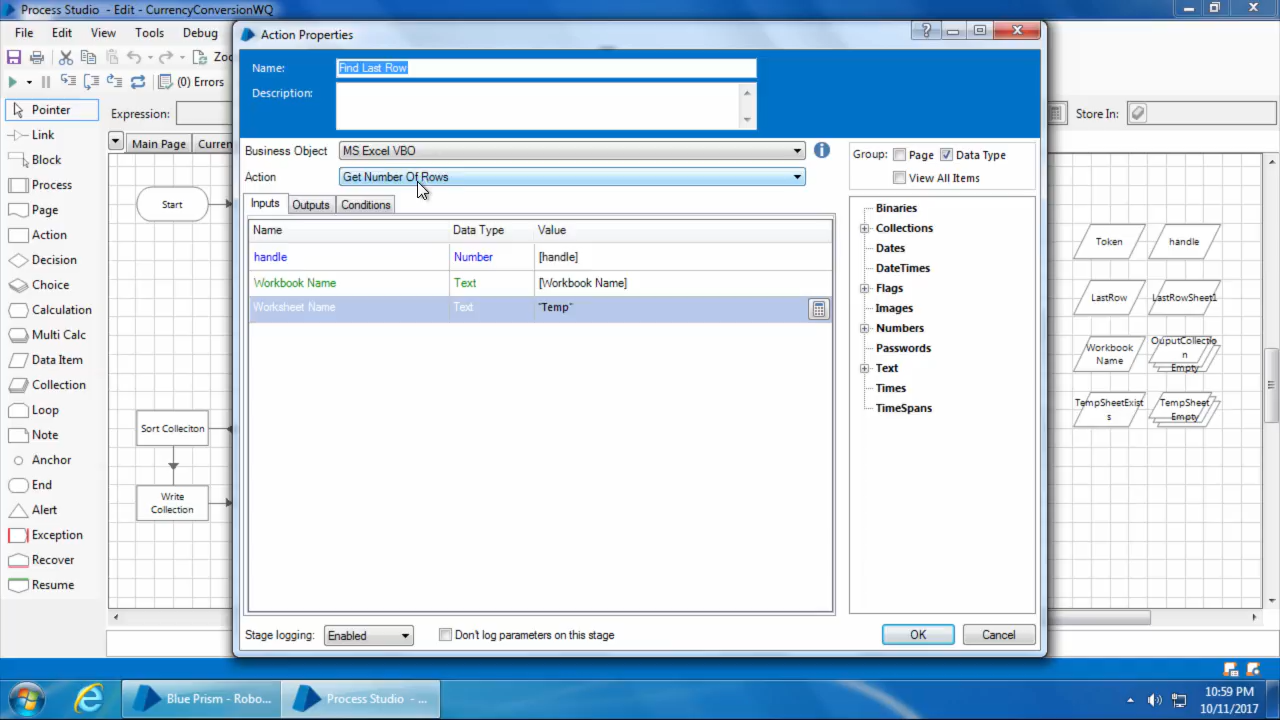 Process Studio - Edit - CurrencyConversionWQ
File Edit View Tools Debug
Zoo
(0) Errors
Expression:
Store In:
Main Page
Curren
Pointer
Link
Block
Process
Page
Action
Decision
Choice
Calculation
Multi Calc
Data Item
Collection
Loop
Note
Anchor
End
Alert
Exception
Recover
Resume
Start
Sort Colleciton
Write
Collection
Action Properties
Name: Find Last Row
Description:
Business Object MS Excel VBO
Action Get Number Of Rows
Inputs Outputs Conditions
Name Data Type Value
handle Number [handle]
Workbook Name Text [Workbook Name]
Worksheet Name Text "Temp"
Group: Page Data Type
View All Items
Binaries
Collections
Dates
DateTimes
Flags
Images
Numbers
Passwords
Text
Times
TimeSpans
Stage logging: Enabled Don't log parameters on this stage
OK Cancel
Token
handle
LastRow
LastRowSheet1
Workbook
Name
OuputCollectio
n
Empty
TempSheetExist
s
TempSheet
Empty
Blue Prism - Robo...
Process Studio - ...
10:59 PM
10/11/2017